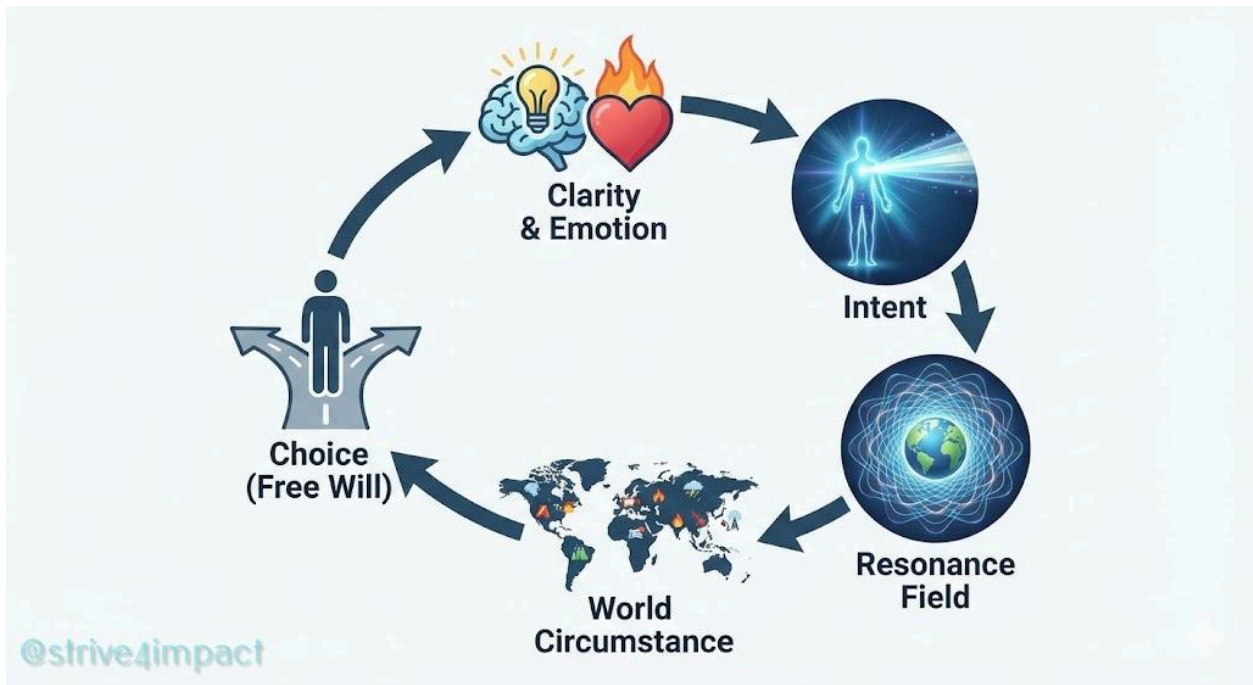 Clarity
& Emotion
Intent
Resonance
Field
World
Circumstance
Choice
(Free Will)
@strive4impact